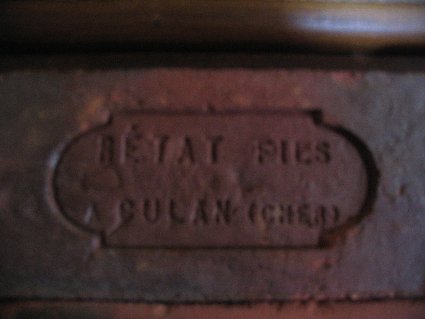 BÉTAT FILS
A CULAN (CHER)